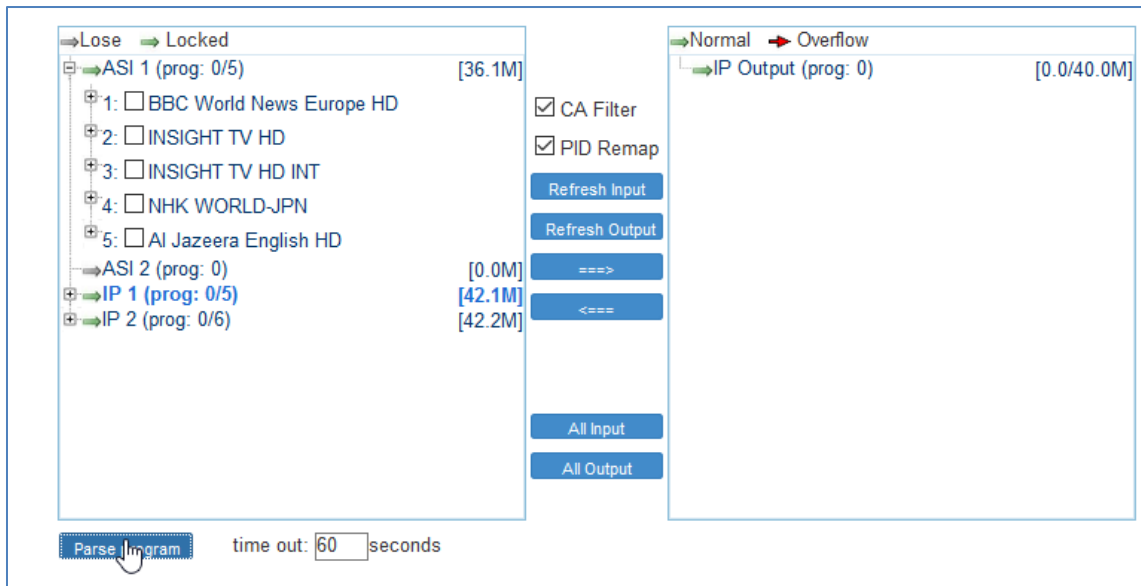 Lose Locked
ASI 1 (prog: 0/5) [36.1M]
1: BBC World News Europe HD
2: INSIGHT TV HD
3: INSIGHT TV HD INT
4: NHK WORLD-JPN
5: Al Jazeera English HD
ASI 2 (prog: 0) [0.0M]
IP 1 (prog: 0/5) [42.1M]
IP 2 (prog: 0/6) [42.2M]
CA Filter
PID Remap
Refresh Input
Refresh Output
===>
<===
All Input
All Output
Normal Overflow
IP Output (prog: 0) [0.0/40.0M]
Parse program time out: 60 seconds